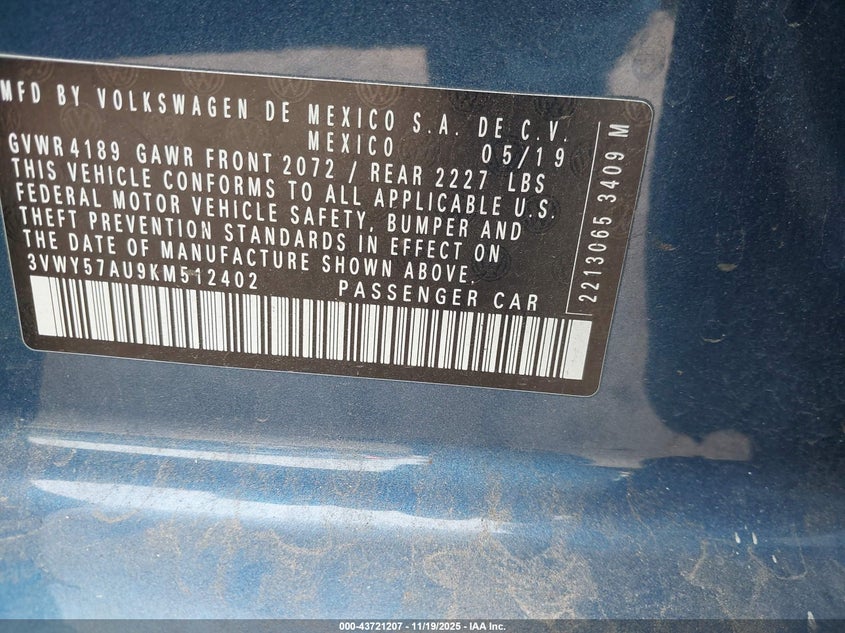 MFD BY VOLKSWAGEN DE MEXICO S.A. DE C.V.
MEXICO 05/19
GVWR 4189 GAWR FRONT 2072 / REAR 2227 LBS
THIS VEHICLE CONFORMS TO ALL APPLICABLE U.S.
FEDERAL MOTOR VEHICLE SAFETY, BUMPER AND
THEFT PREVENTION STANDARDS IN EFFECT ON
THE DATE OF MANUFACTURE SHOWN ABOVE.
3VWY57AU9KM512402 PASSENGER CAR
2213065 3409 M
000-43721207 - 11/19/2025 - IAA Inc.